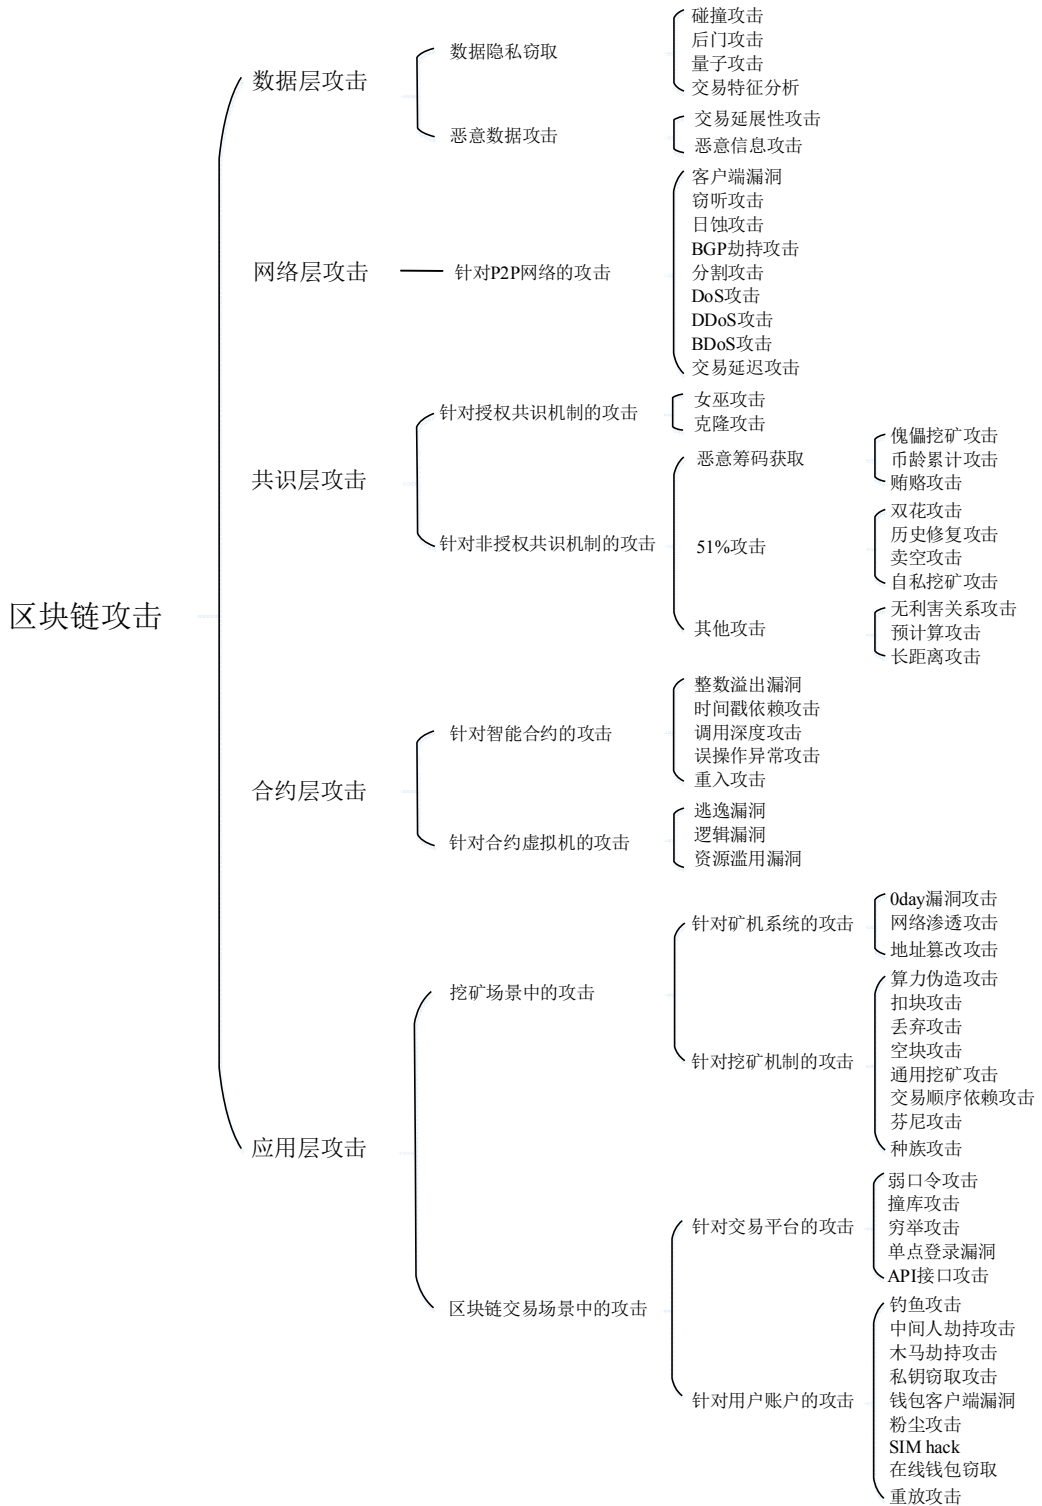 区块链攻击
数据层攻击
数据隐私窃取
碰撞攻击
后门攻击
量子攻击
交易特征分析
恶意数据攻击
交易延展性攻击
恶意信息攻击
网络层攻击
针对P2P网络的攻击
客户端漏洞
窃听攻击
日蚀攻击
BGP劫持攻击
分割攻击
DoS攻击
DDoS攻击
BDoS攻击
交易延迟攻击
共识层攻击
针对授权共识机制的攻击
女巫攻击
克隆攻击
针对非授权共识机制的攻击
恶意筹码获取
傀儡挖矿攻击
币龄累计攻击
贿赂攻击
51%攻击
双花攻击
历史修复攻击
卖空攻击
自私挖矿攻击
其他攻击
无利害关系攻击
预计算攻击
长距离攻击
合约层攻击
针对智能合约的攻击
整数溢出漏洞
时间戳依赖攻击
调用深度攻击
误操作异常攻击
重入攻击
针对合约虚拟机的攻击
逃逸漏洞
逻辑漏洞
资源滥用漏洞
应用层攻击
挖矿场景中的攻击
针对矿机系统的攻击
0day漏洞攻击
网络渗透攻击
地址篡改攻击
针对挖矿机制的攻击
算力伪造攻击
扣块攻击
丢弃攻击
空块攻击
通用挖矿攻击
交易顺序依赖攻击
芬尼攻击
种族攻击
区块链交易场景中的攻击
针对交易平台的攻击
弱口令攻击
撞库攻击
穷举攻击
单点登录漏洞
API接口攻击
针对用户账户的攻击
钓鱼攻击
中间人劫持攻击
木马劫持攻击
私钥窃取攻击
钱包客户端漏洞
粉尘攻击
SIM hack
在线钱包窃取
重放攻击